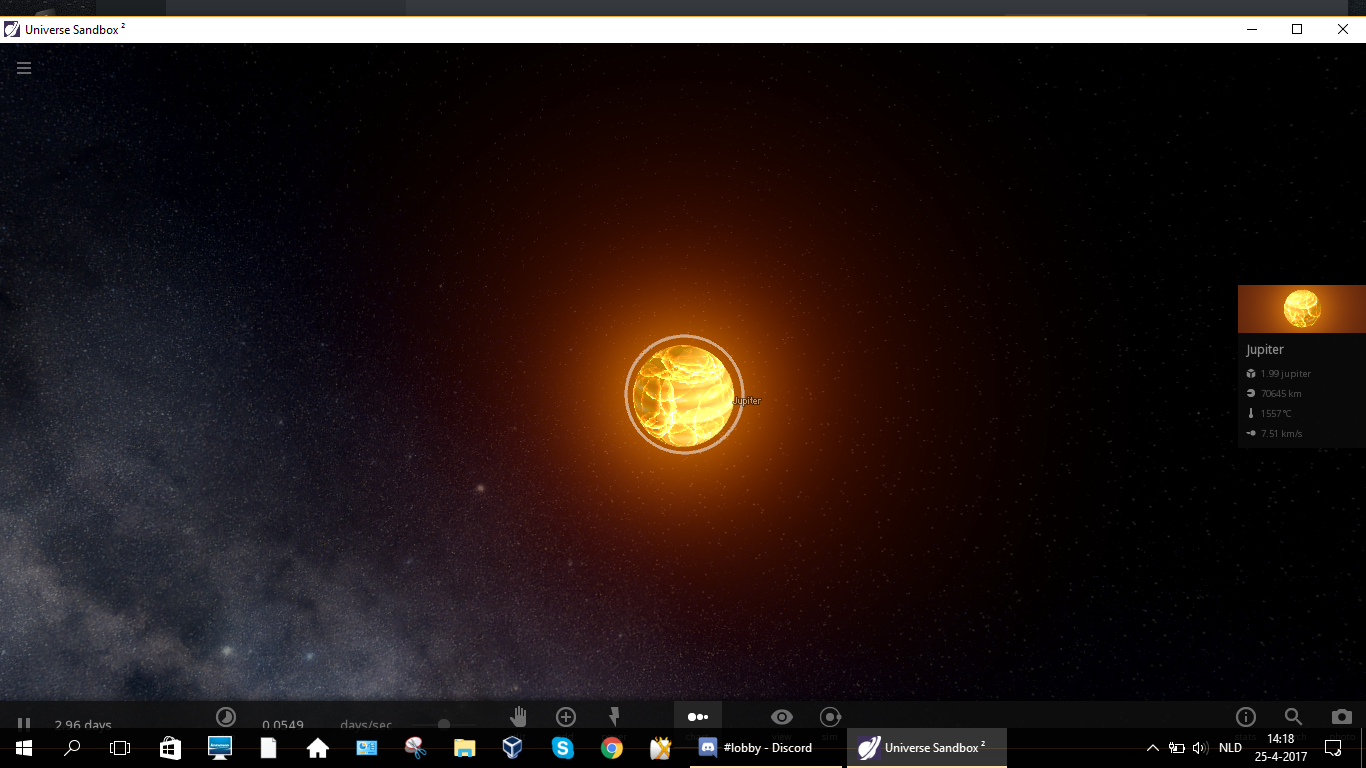 Universe Sandbox ²
Jupiter
Jupiter
1.99 jupiter
70645 km
1557°C
7.51 km/s
2.96 days
0.0549 days/sec
view
sim
#lobby - Discord
Universe Sandbox ²
NLD
14:18
25-4-2017